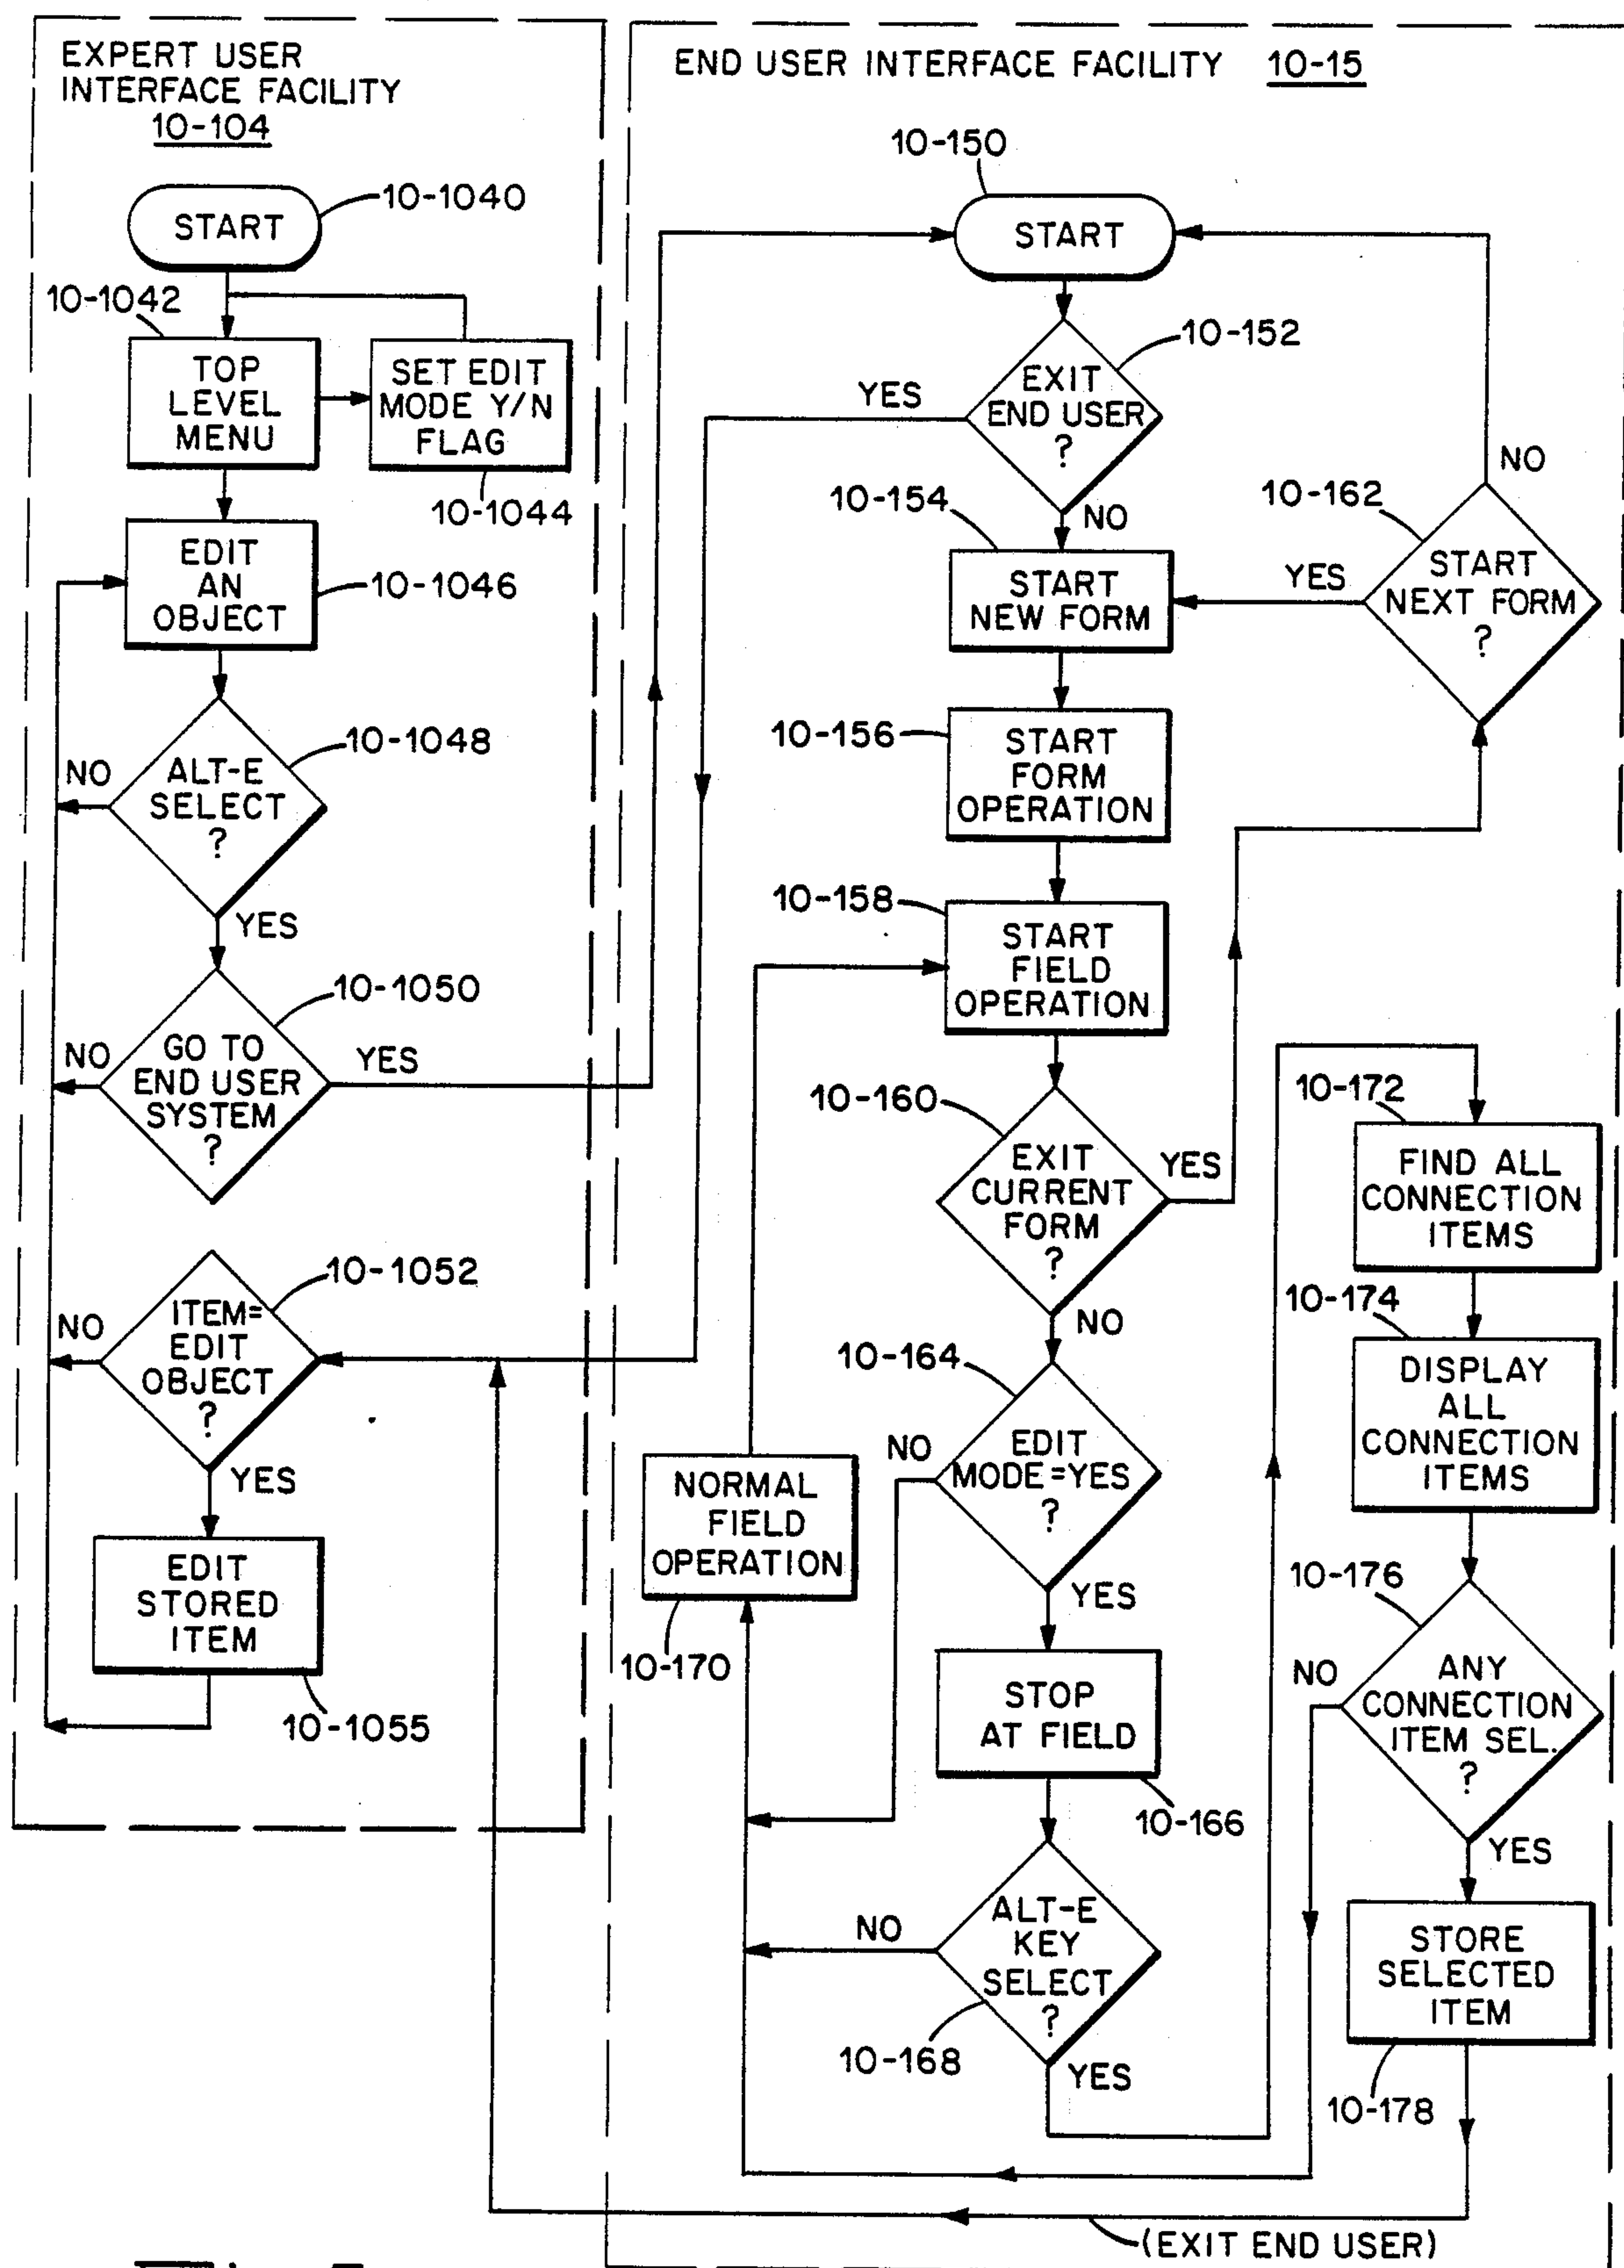 EXPERT USER
INTERFACE FACILITY
10-104
START
10-1040
10-1042
TOP
LEVEL
MENU
SET EDIT
MODE Y/N
FLAG
10-1044
EDIT
AN
OBJECT
10-1046
10-1048
NO
ALT-E
SELECT
?
YES
10-1050
NO
GO TO
END USER
SYSTEM
?
YES
10-1052
NO
ITEM=
EDIT
OBJECT
?
YES
EDIT
STORED
ITEM
10-1055
END USER INTERFACE FACILITY 10-15
10-150
START
10-152
YES
EXIT
END USER
?
NO
10-154
START
NEW FORM
10-162
NO
YES
START
NEXT FORM
?
10-156
START
FORM
OPERATION
10-158
START
FIELD
OPERATION
10-160
EXIT
CURRENT
FORM
?
YES
NO
10-164
NO
EDIT
MODE=YES
?
YES
NORMAL
FIELD
OPERATION
10-170
STOP
AT FIELD
10-166
NO
ALT-E
KEY
SELECT
?
10-168
YES
10-172
FIND ALL
CONNECTION
ITEMS
10-174
DISPLAY
ALL
CONNECTION
ITEMS
10-176
NO
ANY
CONNECTION
ITEM SEL.
?
YES
STORE
SELECTED
ITEM
10-178
(EXIT END USER)